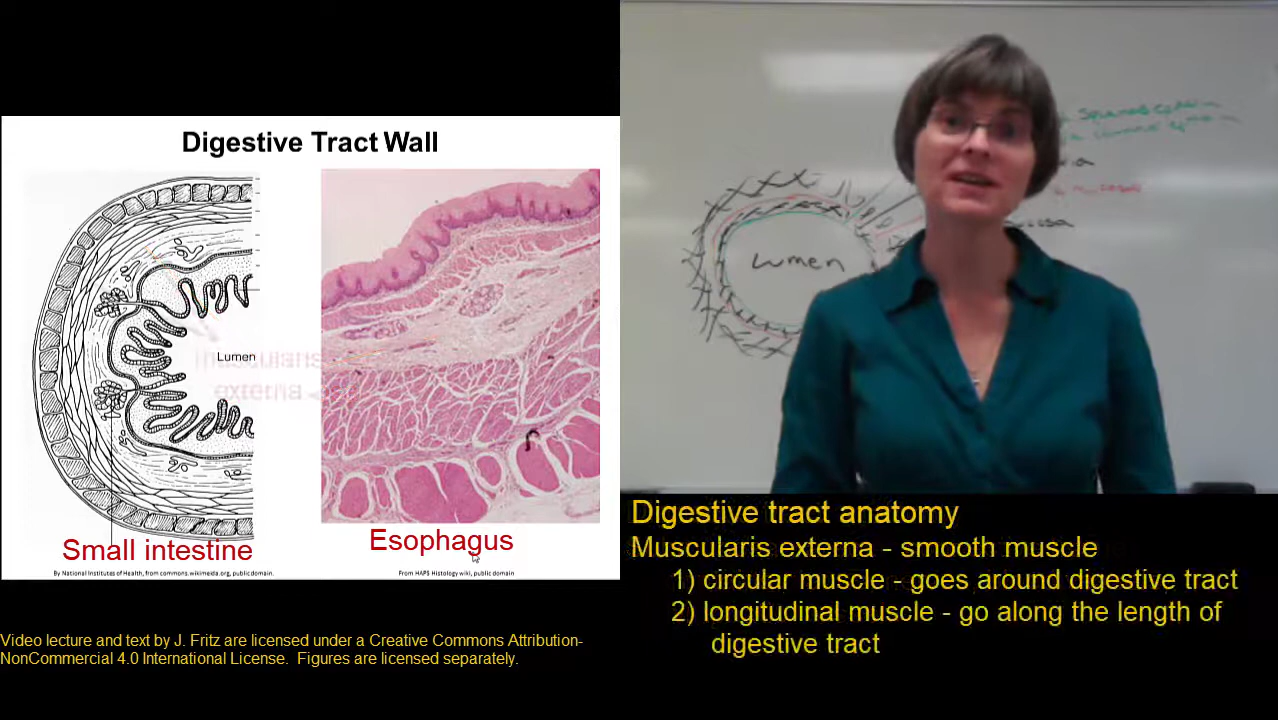 Digestive Tract Wall
Lumen
Small intestine
Esophagus
By National Institutes of Health, from commons.wikimeida.org, public domain.
From HAPS Histology wiki, public domain
Video lecture and text by J. Fritz are licensed under a Creative Commons Attribution-
NonCommercial 4.0 International License. Figures are licensed separately.
Lumen
Digestive tract anatomy
Muscularis externa - smooth muscle
1) circular muscle - goes around digestive tract
2) longitudinal muscle - go along the length of
digestive tract